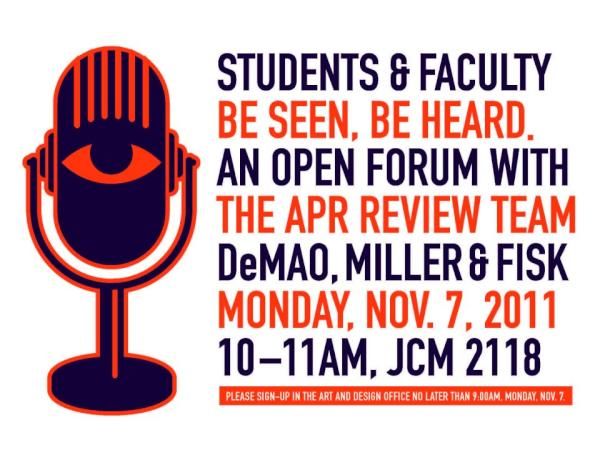 STUDENTS & FACULTY
BE SEEN, BE HEARD.
AN OPEN FORUM WITH
THE APR REVIEW TEAM
DeMAO, MILLER & FISK
MONDAY, NOV. 7, 2011
10–11AM, JCM 2118
PLEASE SIGN-UP IN THE ART AND DESIGN OFFICE NO LATER THAN 9:00AM, MONDAY, NOV. 7.